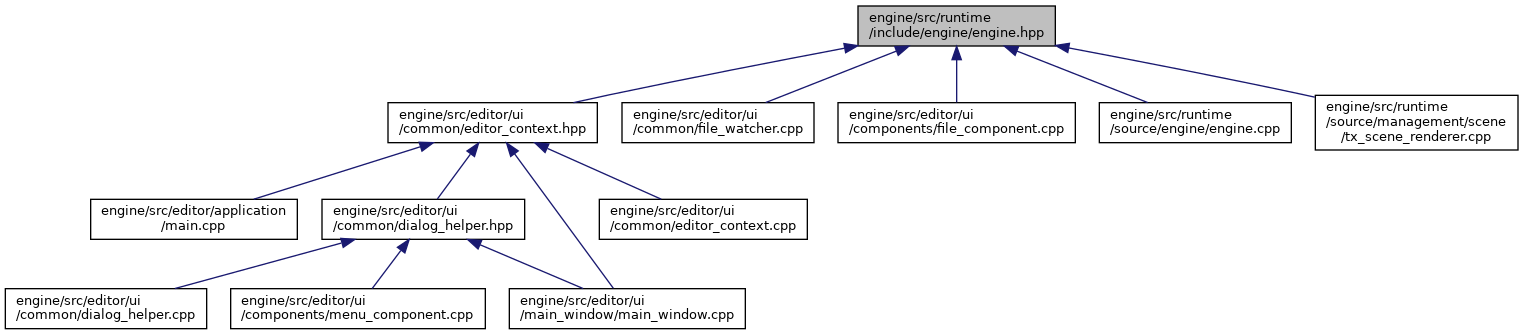 engine/src/runtime
/include/engine/engine.hpp
engine/src/editor/ui
/common/editor_context.hpp
engine/src/editor/ui
/common/file_watcher.cpp
engine/src/editor/ui
/components/file_component.cpp
engine/src/runtime
/source/engine/engine.cpp
engine/src/runtime
/source/management/scene
/tx_scene_renderer.cpp
engine/src/editor/application
/main.cpp
engine/src/editor/ui
/common/dialog_helper.hpp
engine/src/editor/ui
/common/editor_context.cpp
engine/src/editor/ui
/common/dialog_helper.cpp
engine/src/editor/ui
/components/menu_component.cpp
engine/src/editor/ui
/main_window/main_window.cpp